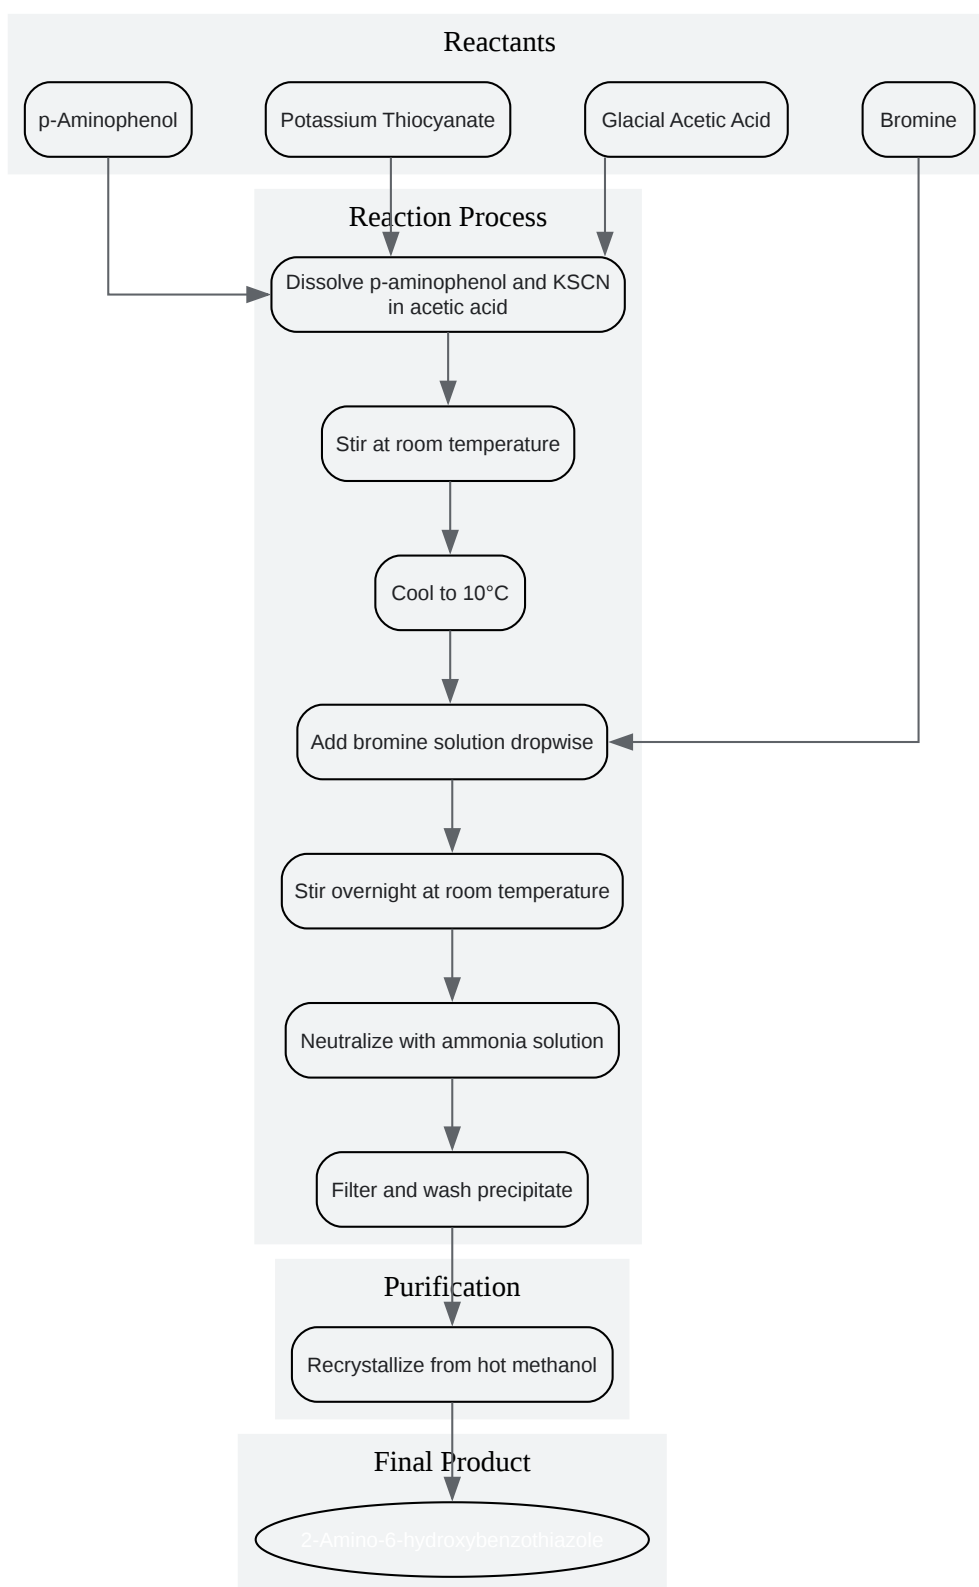 Reactants
p-Aminophenol
Potassium Thiocyanate
Glacial Acetic Acid
Bromine
Reaction Process
Dissolve p-aminophenol and KSCN
in acetic acid
Stir at room temperature
Cool to 10°C
Add bromine solution dropwise
Stir overnight at room temperature
Neutralize with ammonia solution
Filter and wash precipitate
Purification
Recrystallize from hot methanol
Final Product
2-Amino-6-hydroxybenzothiazole